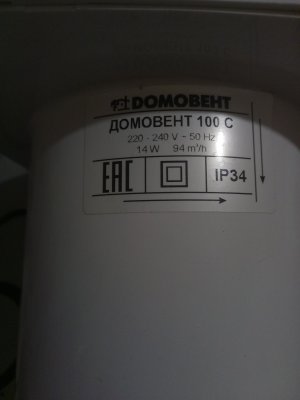 ДОМОВЕНТ
ДОМОВЕНТ 100 С
220 - 240 V ~ 50 Hz
14 W 94 m³/h
EAC IP34